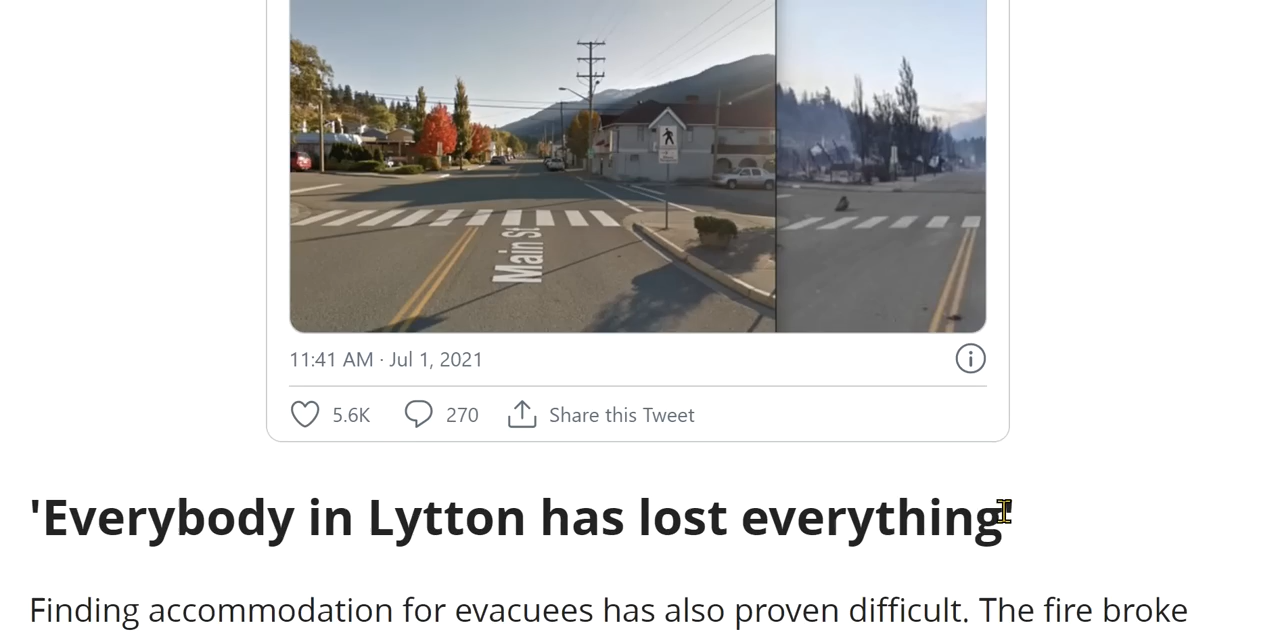 Main St
11:41 AM · Jul 1, 2021
5.6K 270 Share this Tweet
'Everybody in Lytton has lost everything'
Finding accommodation for evacuees has also proven difficult. The fire broke